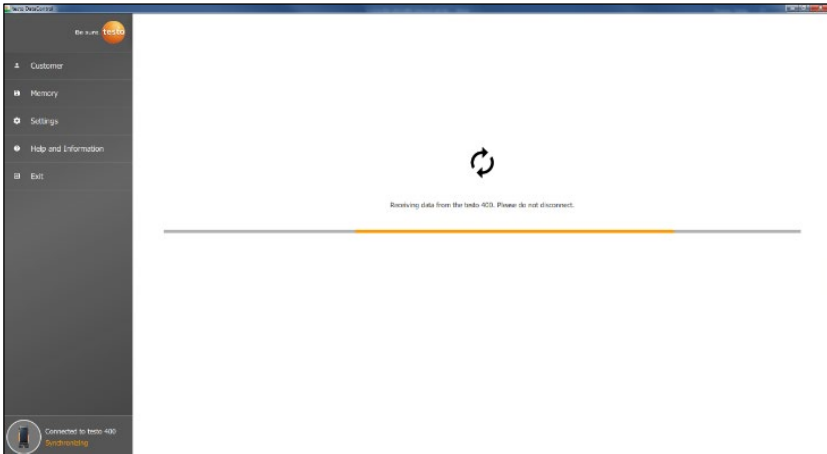 testo DataControl
Be sure. testo
Customer
Memory
Settings
Help and Information
Exit
Receiving data from the testo 400. Please do not disconnect.
Connected to testo 400
Synchronizing